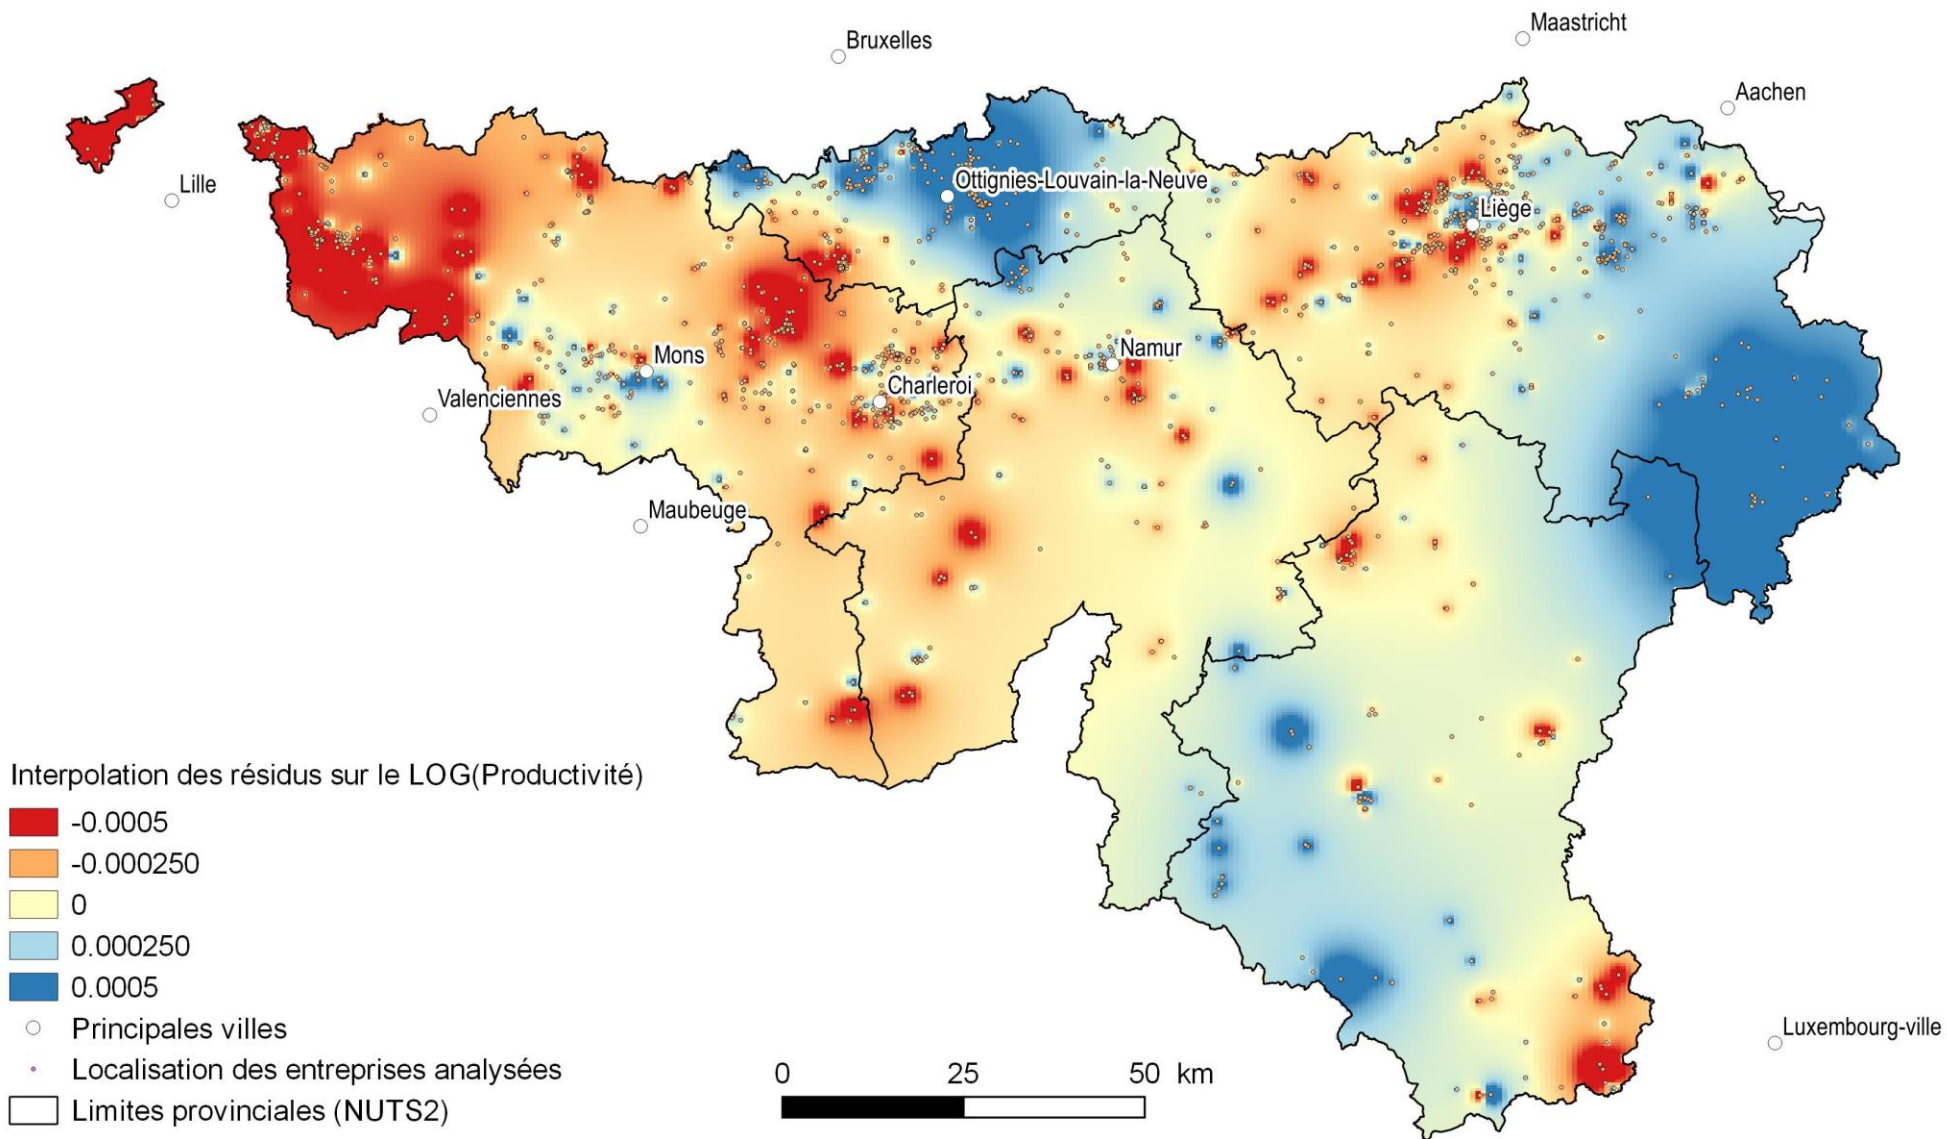 Maastricht
Bruxelles
Aachen
Lille
Ottignies-Louvain-la-Neuve
Liège
Mons
Namur
Charleroi
Valenciennes
Maubeuge
Interpolation des résidus sur le LOG(Productivité)
-0.0005
-0.000250
0
0.000250
0.0005
Principales villes
Localisation des entreprises analysées
Limites provinciales (NUTS2)
0 25 50 km
Luxembourg-ville